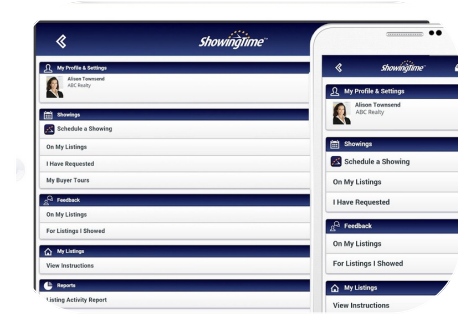 ShowingTime™
My Profile & Settings
Alison Townsend
ABC Realty
Showings
Schedule a Showing
On My Listings
I Have Requested
My Buyer Tours
Feedback
On My Listings
For Listings I Showed
My Listings
View Instructions
Reports
Listing Activity Report
ShowingTime™
My Profile & Settings
Alison Townsend
ABC Realty
Showings
Schedule a Showing
On My Listings
I Have Requested
Feedback
On My Listings
For Listings I Showed
My Listings
View Instructions